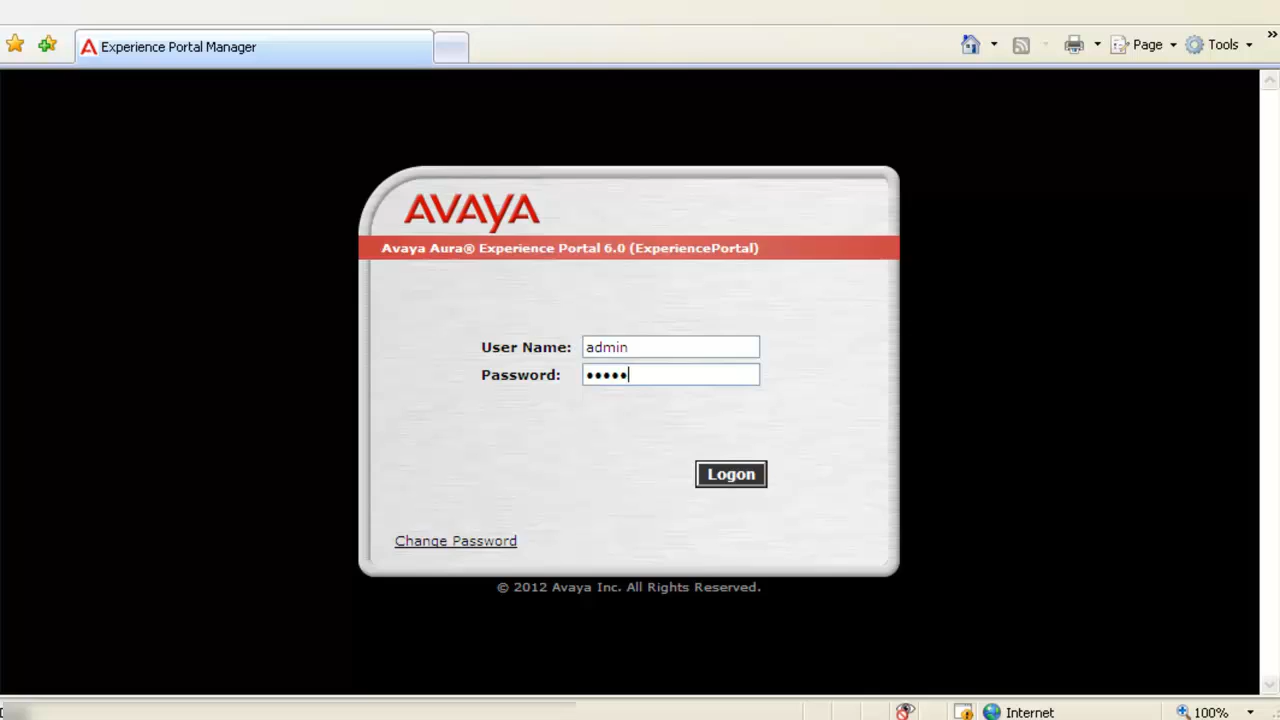 Experience Portal Manager
Page
Tools
AVAYA
Avaya Aura® Experience Portal 6.0 (ExperiencePortal)
User Name: admin
Password: •••••
Logon
Change Password
© 2012 Avaya Inc. All Rights Reserved.
Internet
100%